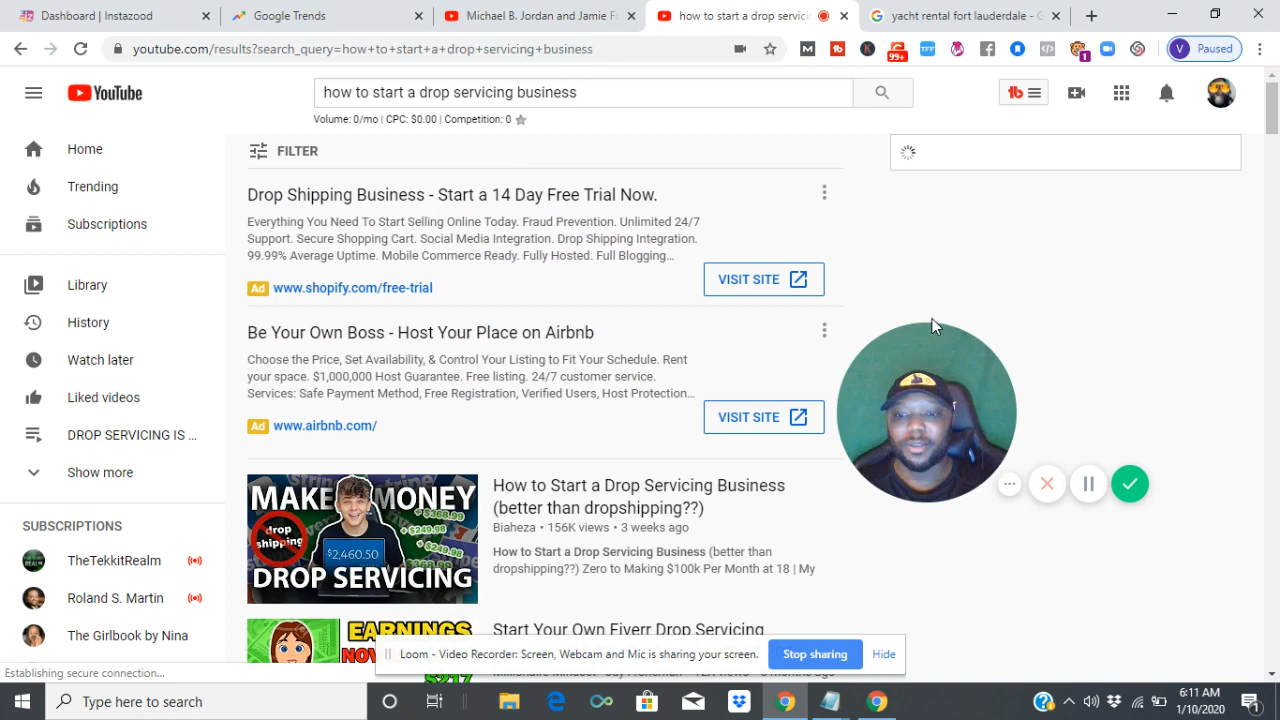 Dashboard | Instazood
Google Trends
Michael B. Jordan and Jamie Fo
how to start a drop servicin
yacht rental fort lauderdale - G
youtube.com/results?search_query=how+to+start+a+drop+servicing+business
99+
TFF
1
V
Paused
YouTube
how to start a drop servicing business
Volume: 0/mo | CPC: $0.00 | Competition: 0
Home
Trending
Subscriptions
Library
History
Watch later
Liked videos
DROP SERVICING IS ...
Show more
SUBSCRIPTIONS
TheTekkitRealm
Roland S. Martin
The Girlbook by Nina
FILTER
Drop Shipping Business - Start a 14 Day Free Trial Now.
Everything You Need To Start Selling Online Today. Fraud Prevention. Unlimited 24/7
Support. Secure Shopping Cart. Social Media Integration. Drop Shipping Integration.
99.99% Average Uptime. Mobile Commerce Ready. Fully Hosted. Full Blogging...
VISIT SITE
Ad www.shopify.com/free-trial
Be Your Own Boss - Host Your Place on Airbnb
Choose the Price, Set Availability, & Control Your Listing to Fit Your Schedule. Rent
your space. $1,000,000 Host Guarantee. Free listing. 24/7 customer service.
Services: Safe Payment Method, Free Registration, Verified Users, Host Protection...
VISIT SITE
Ad www.airbnb.com/
MAKE MONEY
drop
shipping
$2,460.50
DROP SERVICING
How to Start a Drop Servicing Business
(better than dropshipping??)
Biaheza • 156K views • 3 weeks ago
How to Start a Drop Servicing Business (better than
dropshipping??) Zero to Making $100k Per Month at 18 | My
EARNINGS
Start Your Own Fiverr Drop Servicing
Loom - Video Recorder: Screen, Webcam and Mic is sharing your screen.
Stop sharing
Hide
Establishing secure connection...
Type here to search
6:11 AM
1/10/2020
1